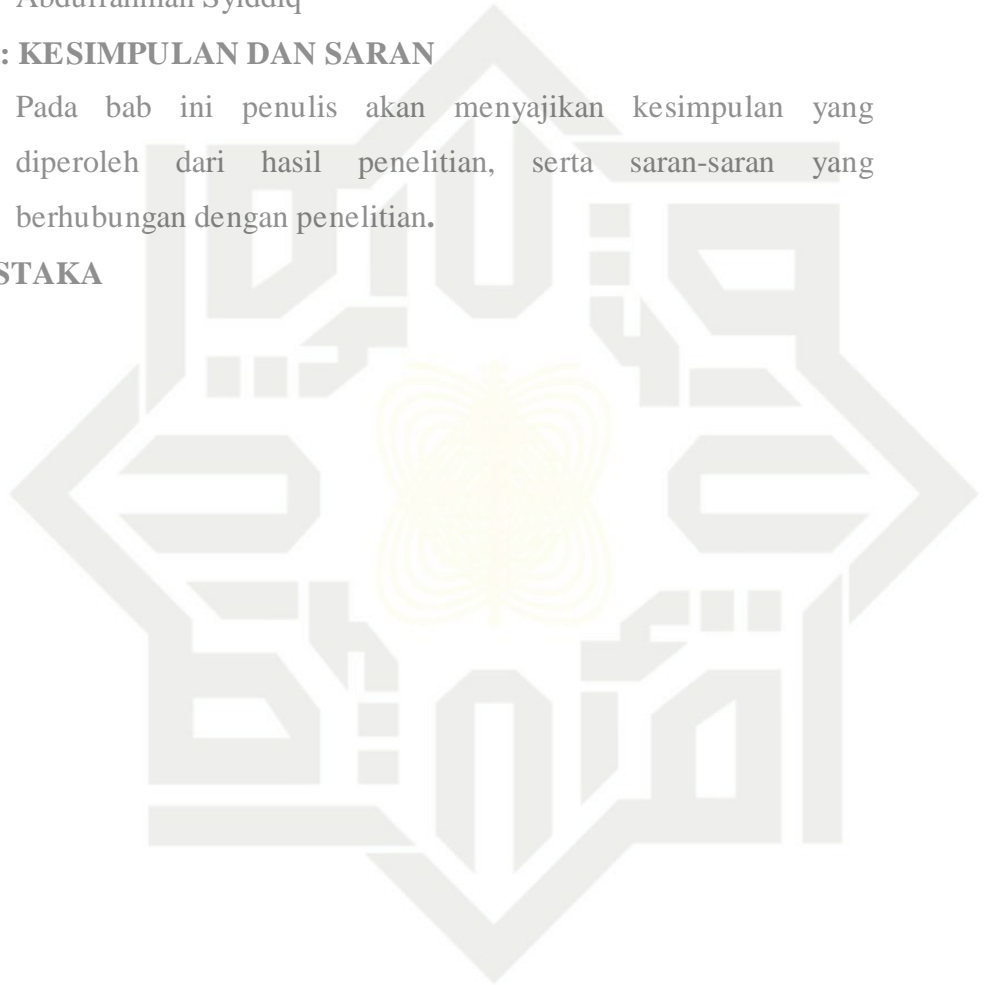 Abdurrahman Syiddiq
: KESIMPULAN DAN SARAN
Pada bab ini penulis akan menyajikan kesimpulan yang
diperoleh dari hasil penelitian, serta saran-saran yang
berhubungan dengan penelitian.
STAKA